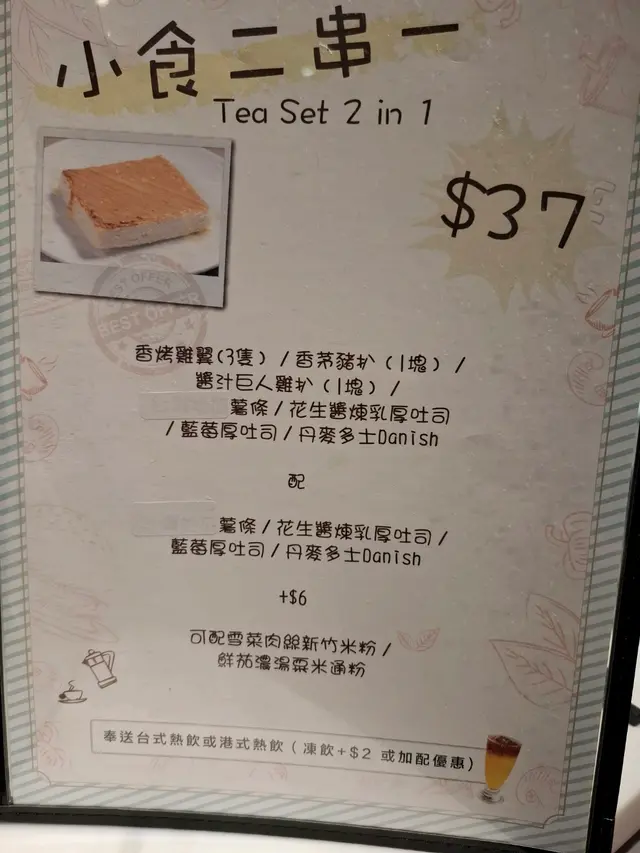 小食二串一
Tea Set 2 in 1
$37
BEST OFFER
BEST OFFER
香烤雞翼(3隻) / 香茅豬扒 (1塊) /
醬汁巨人雞扒 (1塊) /
薯條 / 花生醬煉乳厚吐司
/ 藍莓厚吐司 / 丹麥多士Danish
配
薯條 / 花生醬煉乳厚吐司 /
藍莓厚吐司 / 丹麥多士Danish
+$6
可配雪菜肉絲新竹米粉 /
鮮茄濃湯粟米通粉
奉送台式熱飲或港式熱飲 ( 凍飲+$2 或加配優惠 )